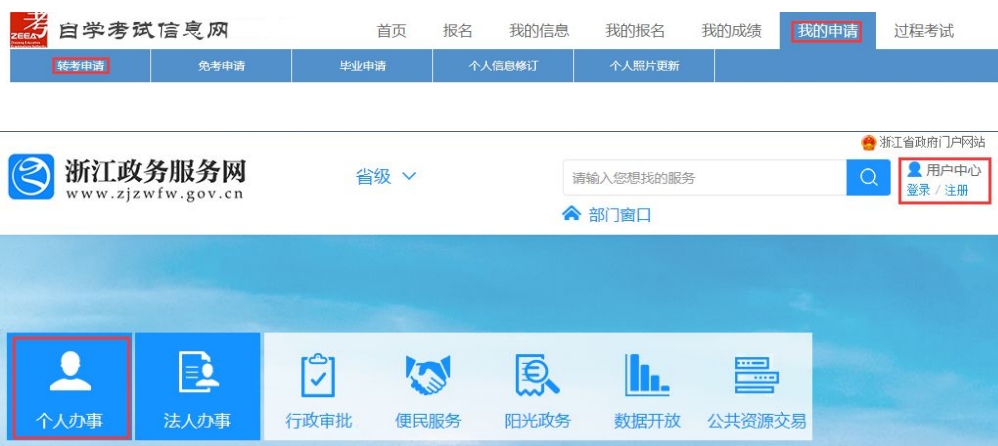 ZEEA 自学考试信息网 首页 报名 我的信息 我的报名 我的成绩 我的申请 过程考试
转考申请 免考申请 毕业申请 个人信息修订 个人照片更新
浙江省政府门户网站
浙江政务服务网 省级 请输入您想找的服务 用户中心
www.zjzwfw.gov.cn 登录 / 注册
部门窗口
个人办事 法人办事 行政审批 便民服务 阳光政务 数据开放 公共资源交易